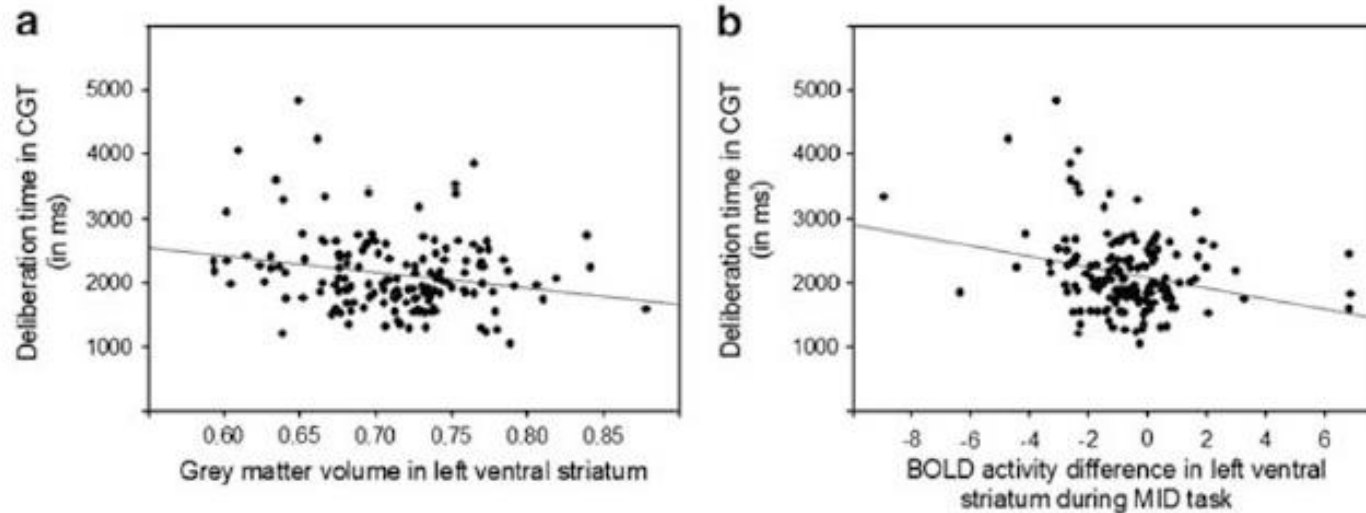 a
Deliberation time in CGT
(in ms)
5000
4000
3000
2000
1000
0.60 0.65 0.70 0.75 0.80 0.85
Grey matter volume in left ventral striatum
b
Deliberation time in CGT
(in ms)
5000
4000
3000
2000
1000
-8 -6 -4 -2 0 2 4 6
BOLD activity difference in left ventral
striatum during MID task